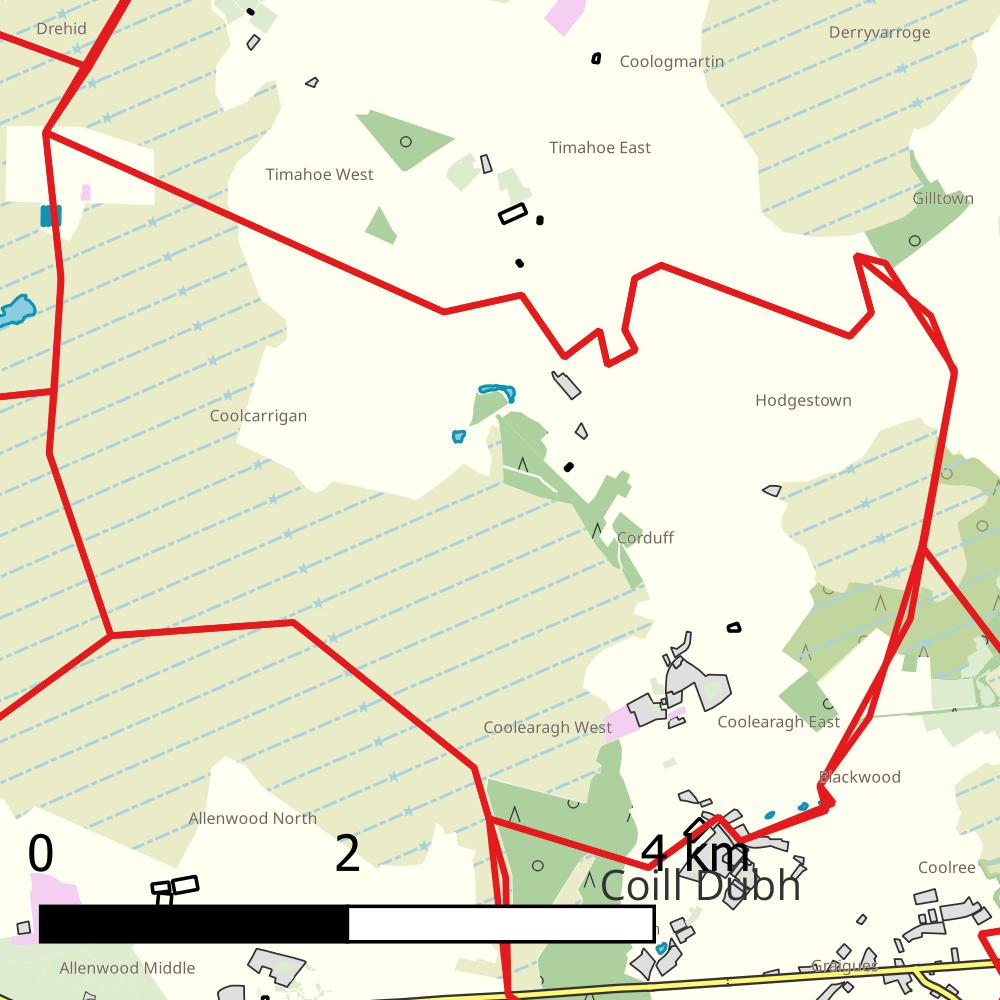 Drehid
Derryvarroge
Coologmartin
Timahoe East
Timahoe West
Gilltown
Hodgestown
Coolcarrigan
Corduff
Coolearagh East
Coolearagh West
Blackwood
Allenwood North
0 2 4 km
Coolree
Coill Dubh
Graigues
Allenwood Middle